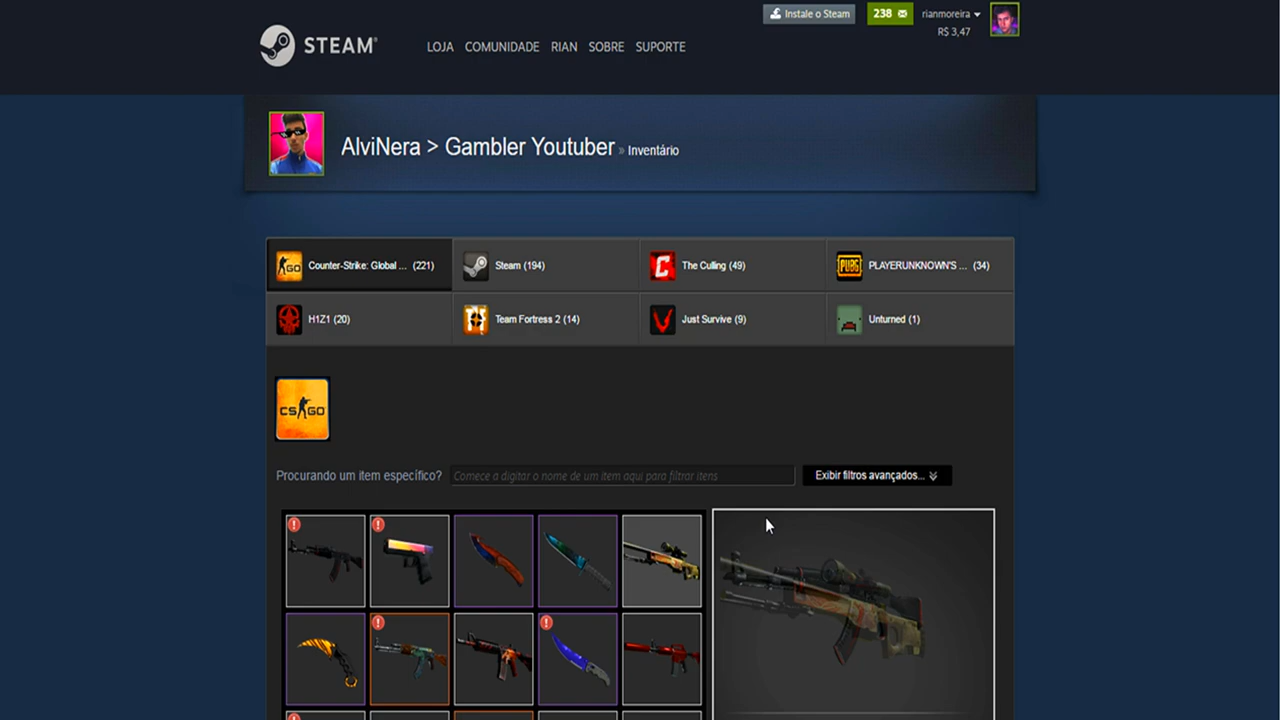 Instale o Steam
238
rianmoreira
R$ 3,47
STEAM®
LOJA COMUNIDADE RIAN SOBRE SUPORTE
AlviNera > Gambler Youtuber » Inventário
Counter-Strike: Global ... (221)
Steam (194)
The Culling (49)
PLAYERUNKNOWN'S ... (34)
H1Z1 (20)
Team Fortress 2 (14)
Just Survive (9)
Unturned (1)
CS GO
Procurando um item específico?
Comece a digitar o nome de um item aqui para filtrar itens
Exibir filtros avançados...